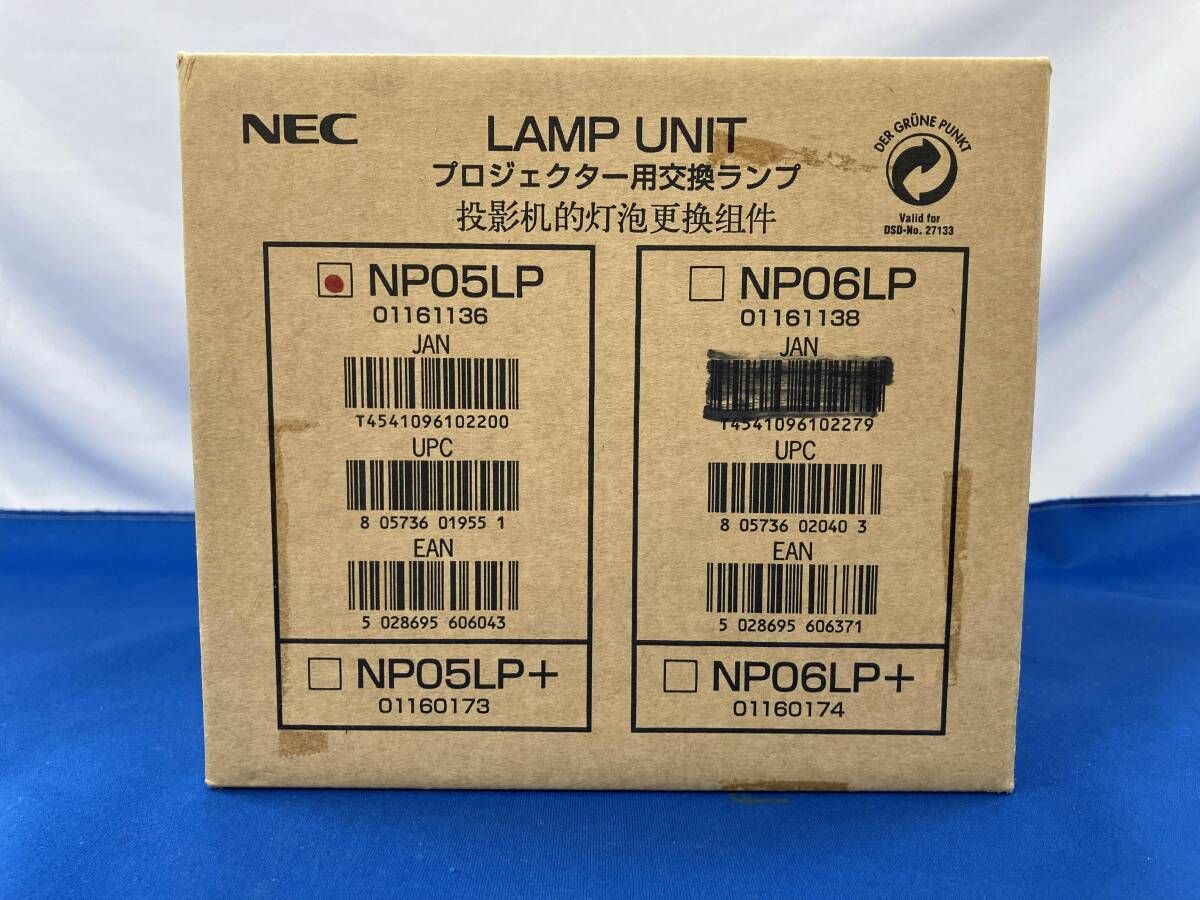 NEC
LAMP UNIT
プロジェクター用交換ランプ
投影机的灯泡更换组件
DER GRÜNE PUNKT
Valid for
DSD-No. 27133
NP05LP
01161136
JAN
T4541096102200
UPC
8 05736 01955 1
EAN
5 028695 606043
NP05LP+
01160173
NP06LP
01161138
JAN
T4541096102279
UPC
8 05736 02040 3
EAN
5 028695 606371
NP06LP+
01160174